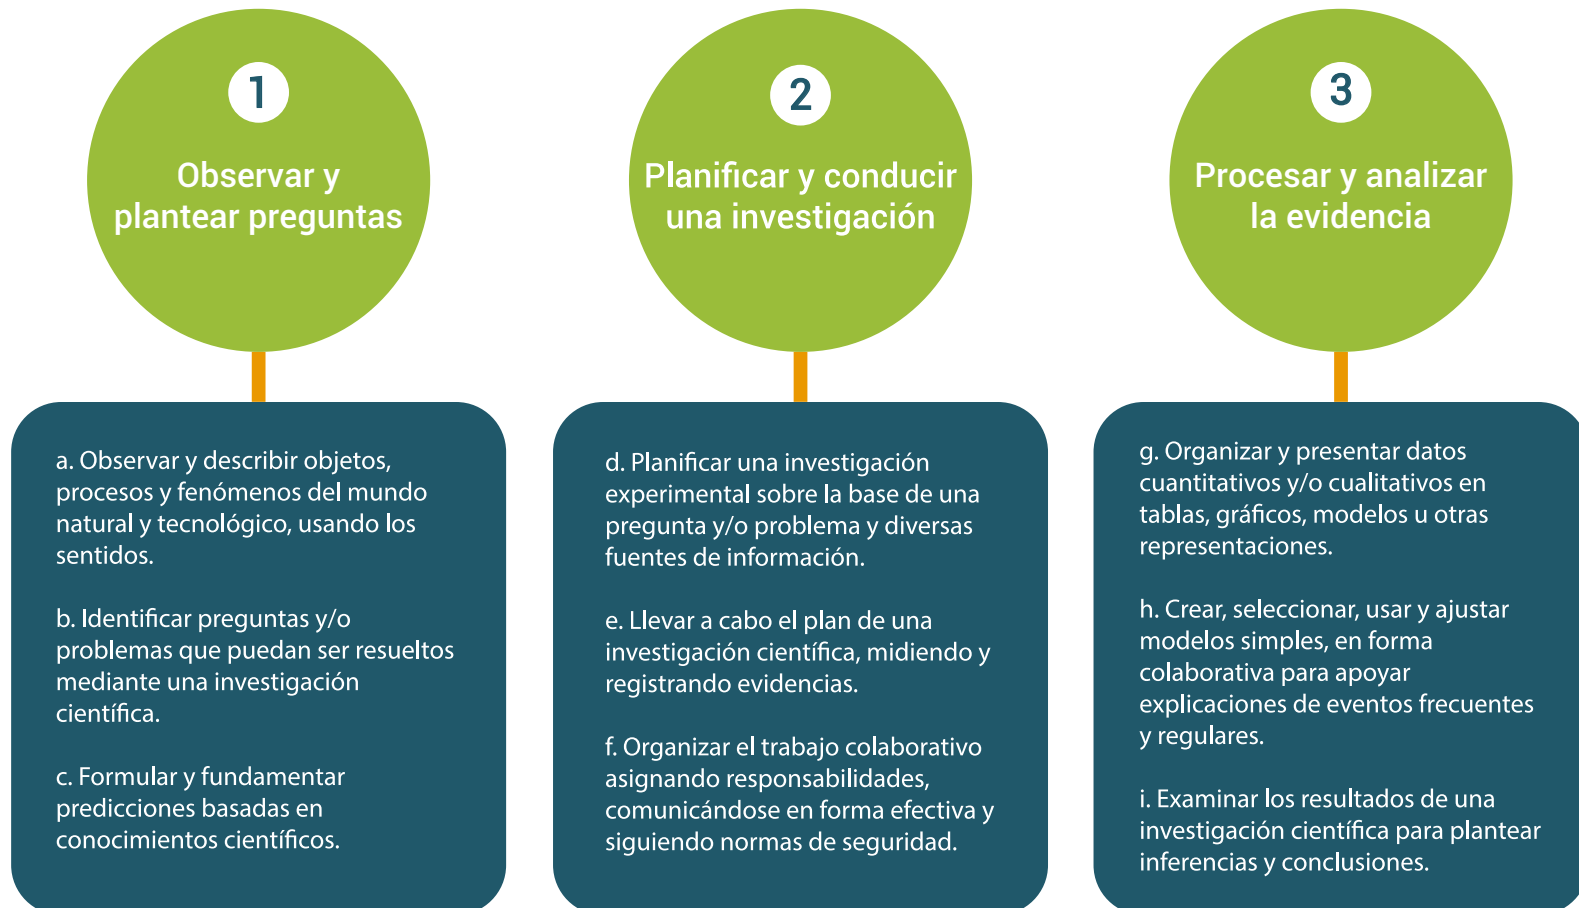 1
Observar y
plantear preguntas
a. Observar y describir objetos,
procesos y fenómenos del mundo
natural y tecnológico, usando los
sentidos.
b. Identificar preguntas y/o
problemas que puedan ser resueltos
mediante una investigación
científica.
c. Formular y fundamentar
predicciones basadas en
conocimientos científicos.
2
Planificar y conducir
una investigación
d. Planificar una investigación
experimental sobre la base de una
pregunta y/o problema y diversas
fuentes de información.
e. Llevar a cabo el plan de una
investigación científica, midiendo y
registrando evidencias.
f. Organizar el trabajo colaborativo
asignando responsabilidades,
comunicándose en forma efectiva y
siguiendo normas de seguridad.
3
Procesar y analizar
la evidencia
g. Organizar y presentar datos
cuantitativos y/o cualitativos en
tablas, gráficos, modelos u otras
representaciones.
h. Crear, seleccionar, usar y ajustar
modelos simples, en forma
colaborativa para apoyar
explicaciones de eventos frecuentes
y regulares.
i. Examinar los resultados de una
investigación científica para plantear
inferencias y conclusiones.